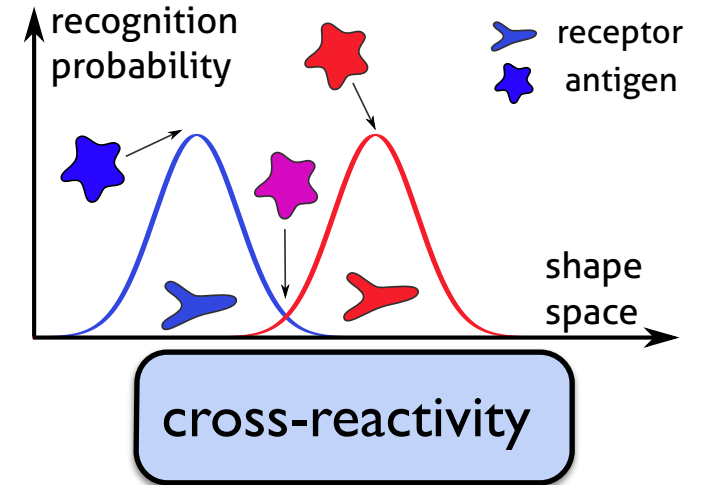 recognition
probability
receptor
antigen
shape
space
cross-reactivity